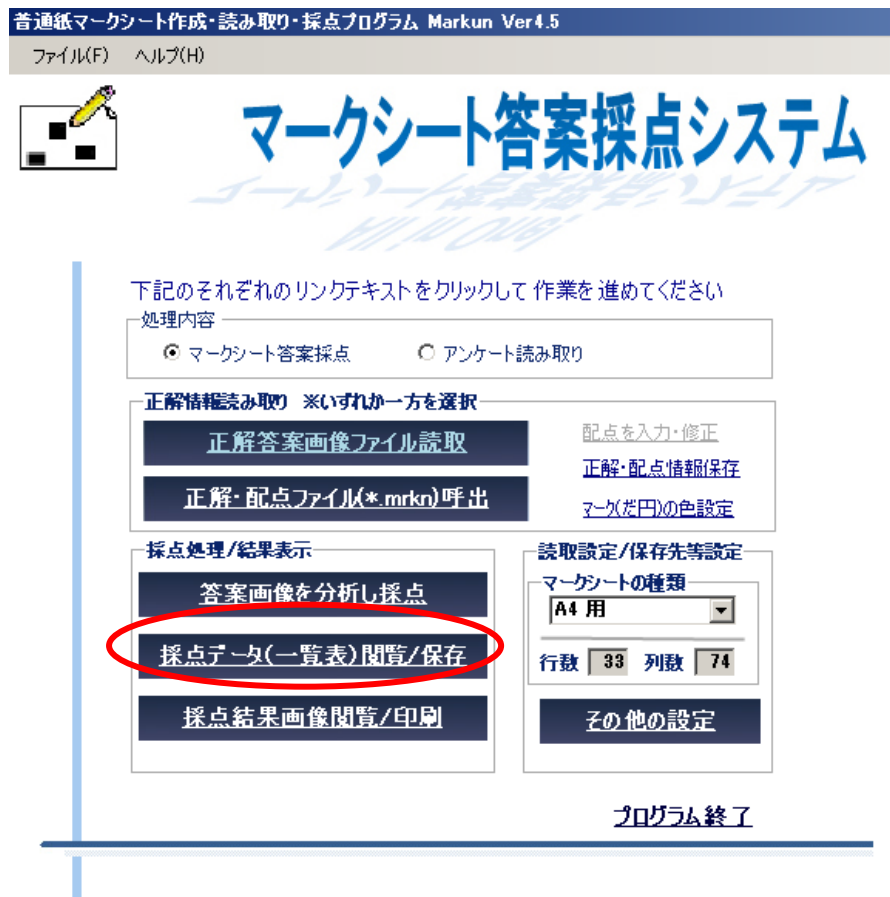 普通紙マークシート作成・読み取り・採点プログラム Markun Ver4.5
ファイル(F) ヘルプ(H)
マークシート答案採点システム
下記のそれぞれのリンクテキストをクリックして作業を進めてください
処理内容
マークシート答案採点 アンケート読み取り
正解情報読み取り ※いずれか一方を選択
正解答案画像ファイル読取
配点を入力・修正
正解・配点情報保存
正解・配点ファイル(*.mrkn)呼出
マーク(だ円)の色設定
採点処理/結果表示
答案画像を分析し採点
採点データ(一覧表)閲覧/保存
採点結果画像閲覧/印刷
読取設定/保存先等設定
マークシートの種類
A4 用
行数 33 列数 74
その他の設定
プログラム終了